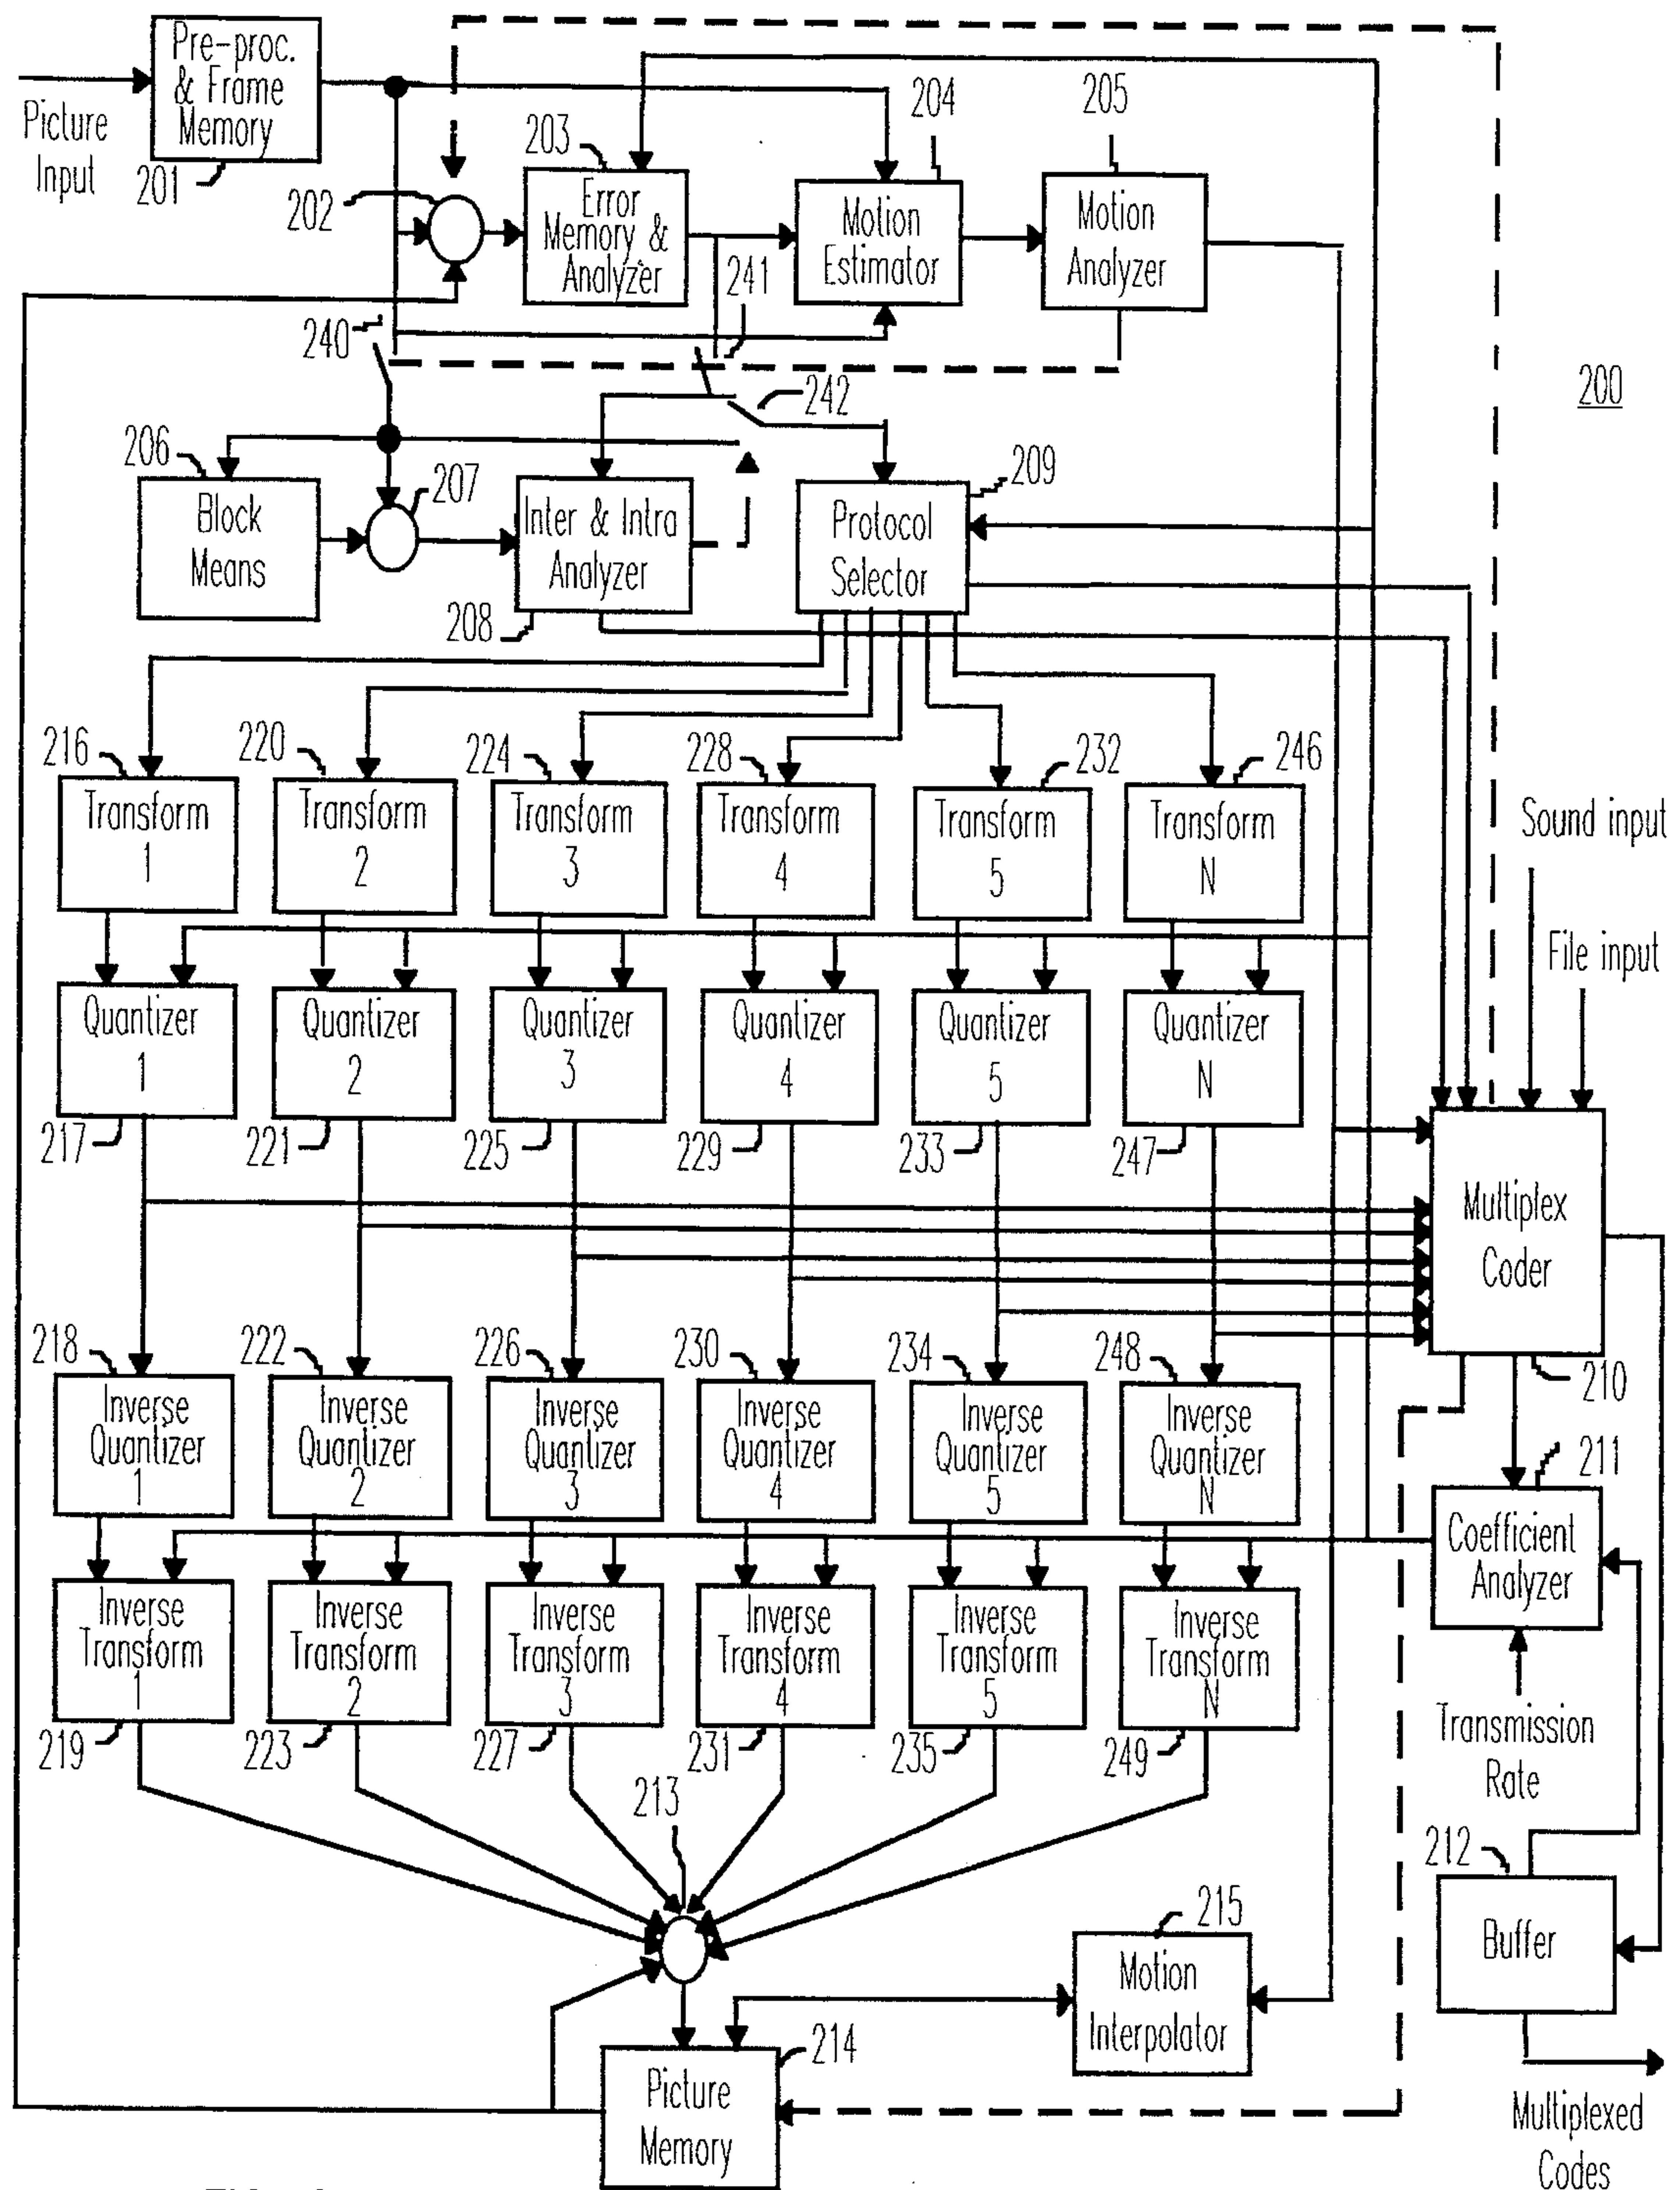 Pre-proc.
& Frame
Memory
Picture
Input
201
202
203
204
205
Error
Memory &
Analyzer
Motion
Estimator
Motion
Analyzer
240
241
242
200
206
207
209
Block
Means
Inter & Intra
Analyzer
Protocol
Selector
208
216
220
224
228
232
246
Transform
1
Transform
2
Transform
3
Transform
4
Transform
5
Transform
N
Sound input
File input
Quantizer
1
Quantizer
2
Quantizer
3
Quantizer
4
Quantizer
5
Quantizer
N
217
221
225
229
233
247
Multiplex
Coder
210
218
222
226
230
234
248
Inverse
Quantizer
1
Inverse
Quantizer
2
Inverse
Quantizer
3
Inverse
Quantizer
4
Inverse
Quantizer
5
Inverse
Quantizer
N
211
Coefficient
Analyzer
Inverse
Transform
1
Inverse
Transform
2
Inverse
Transform
3
Inverse
Transform
4
Inverse
Transform
5
Inverse
Transform
N
219
223
227
231
235
249
Transmission
Rate
213
212
Buffer
215
Motion
Interpolator
214
Picture
Memory
Multiplexed
Codes